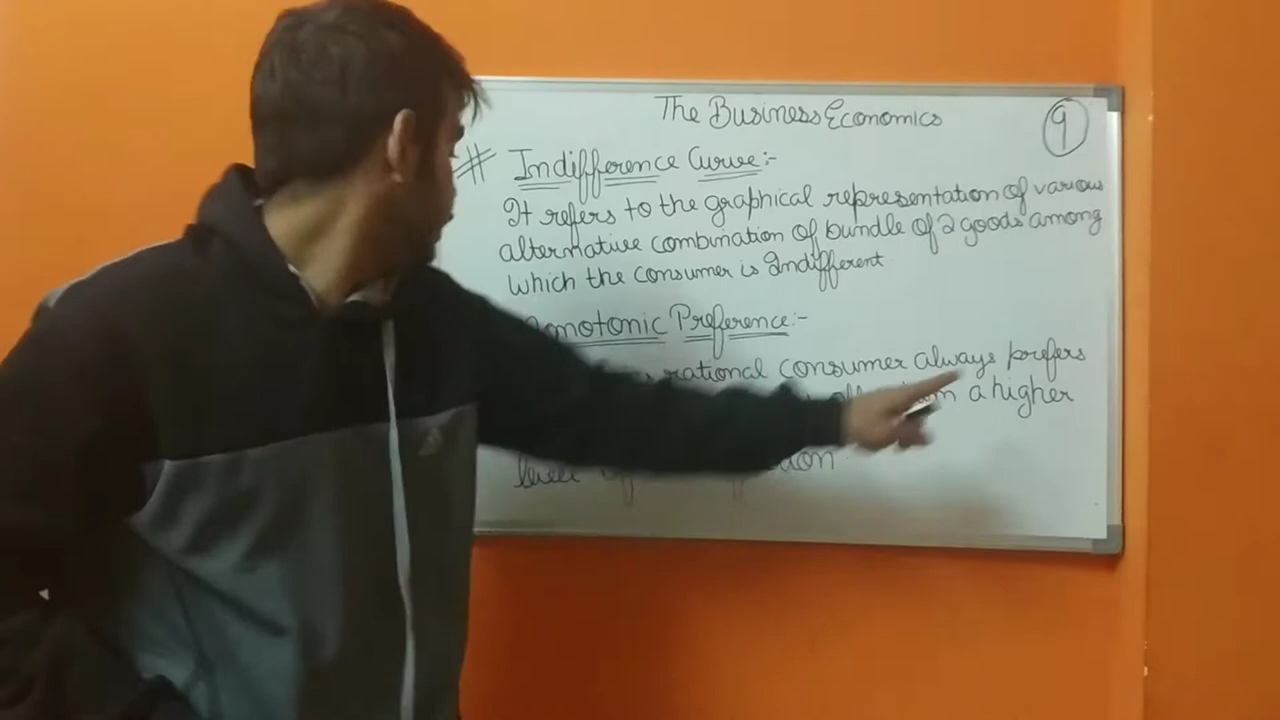 The Business Economics
9
# Indifference Curve:-
It refers to the graphical representation of various
alternative combination of bundle of 2 goods among
which the consumer is Indifferent
Preference:-
rational consumer always prefers
a higher
level